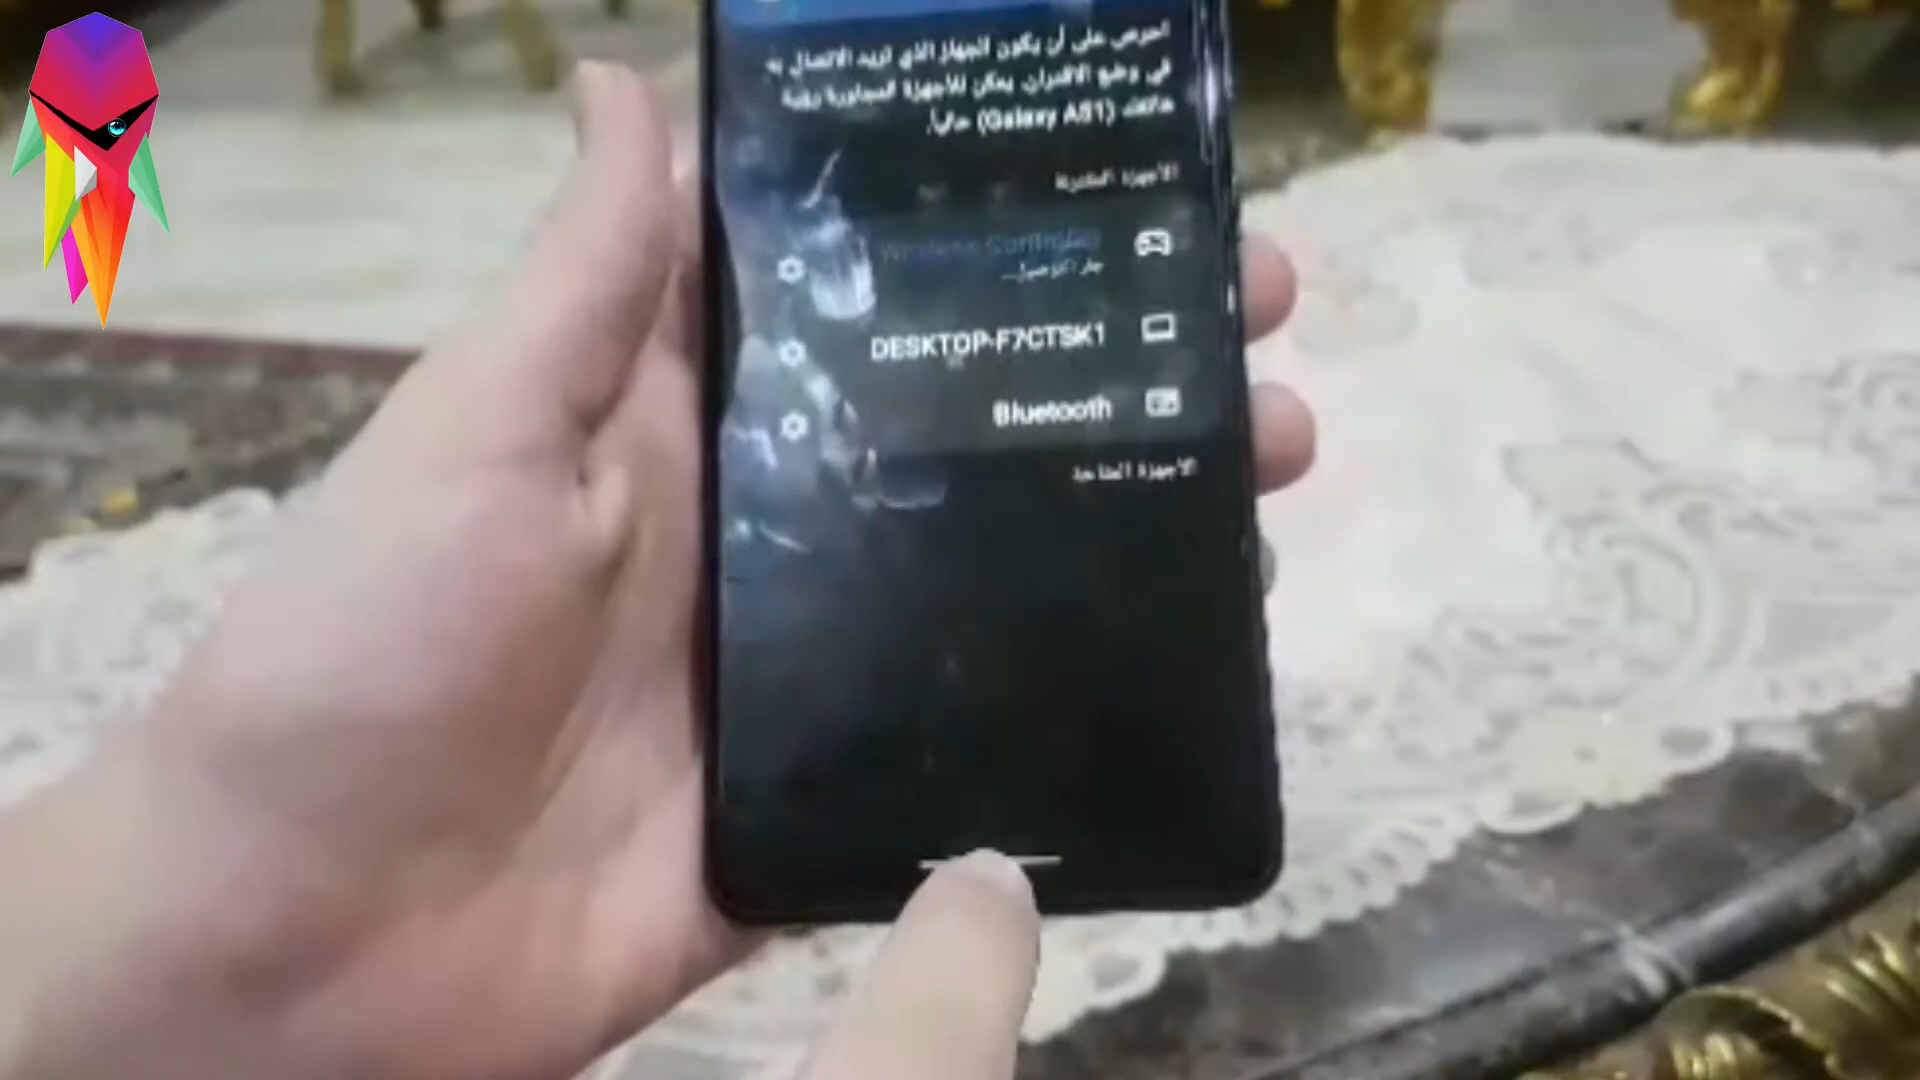 احرص على أن يكون الجهاز الذي تريد الاتصال به
في وضع الاقتران. يمكن للأجهزة المجاورة رؤية
هاتفك (Galaxy A51) حالياً.
الأجهزة المقترنة
Wireless Controller
جارٍ التوصيل...
DESKTOP-F7CTSK1
Bluetooth
الأجهزة المتاحة